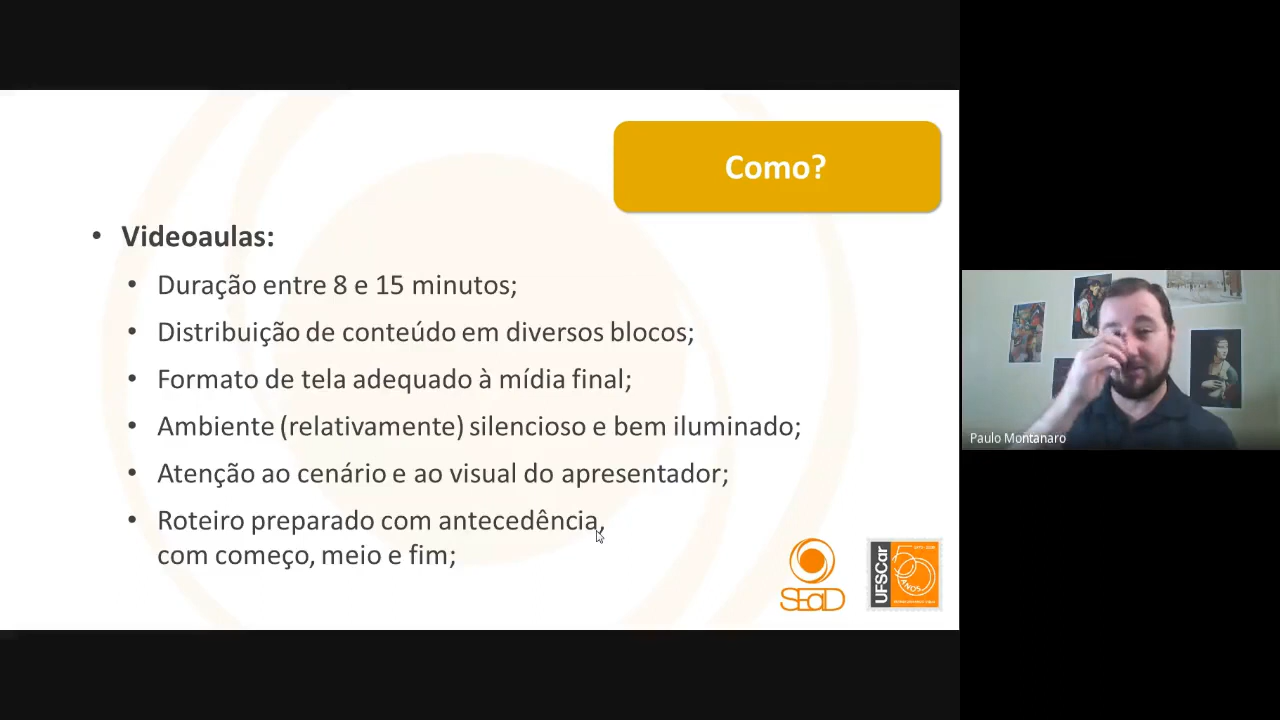 Como?
• Videoaulas:
• Duração entre 8 e 15 minutos;
• Distribuição de conteúdo em diversos blocos;
• Formato de tela adequado à mídia final;
• Ambiente (relativamente) silencioso e bem iluminado;
• Atenção ao cenário e ao visual do apresentador;
• Roteiro preparado com antecedência,
com começo, meio e fim;
Paulo Montanaro
SEaD
UFSCar
50
ANOS